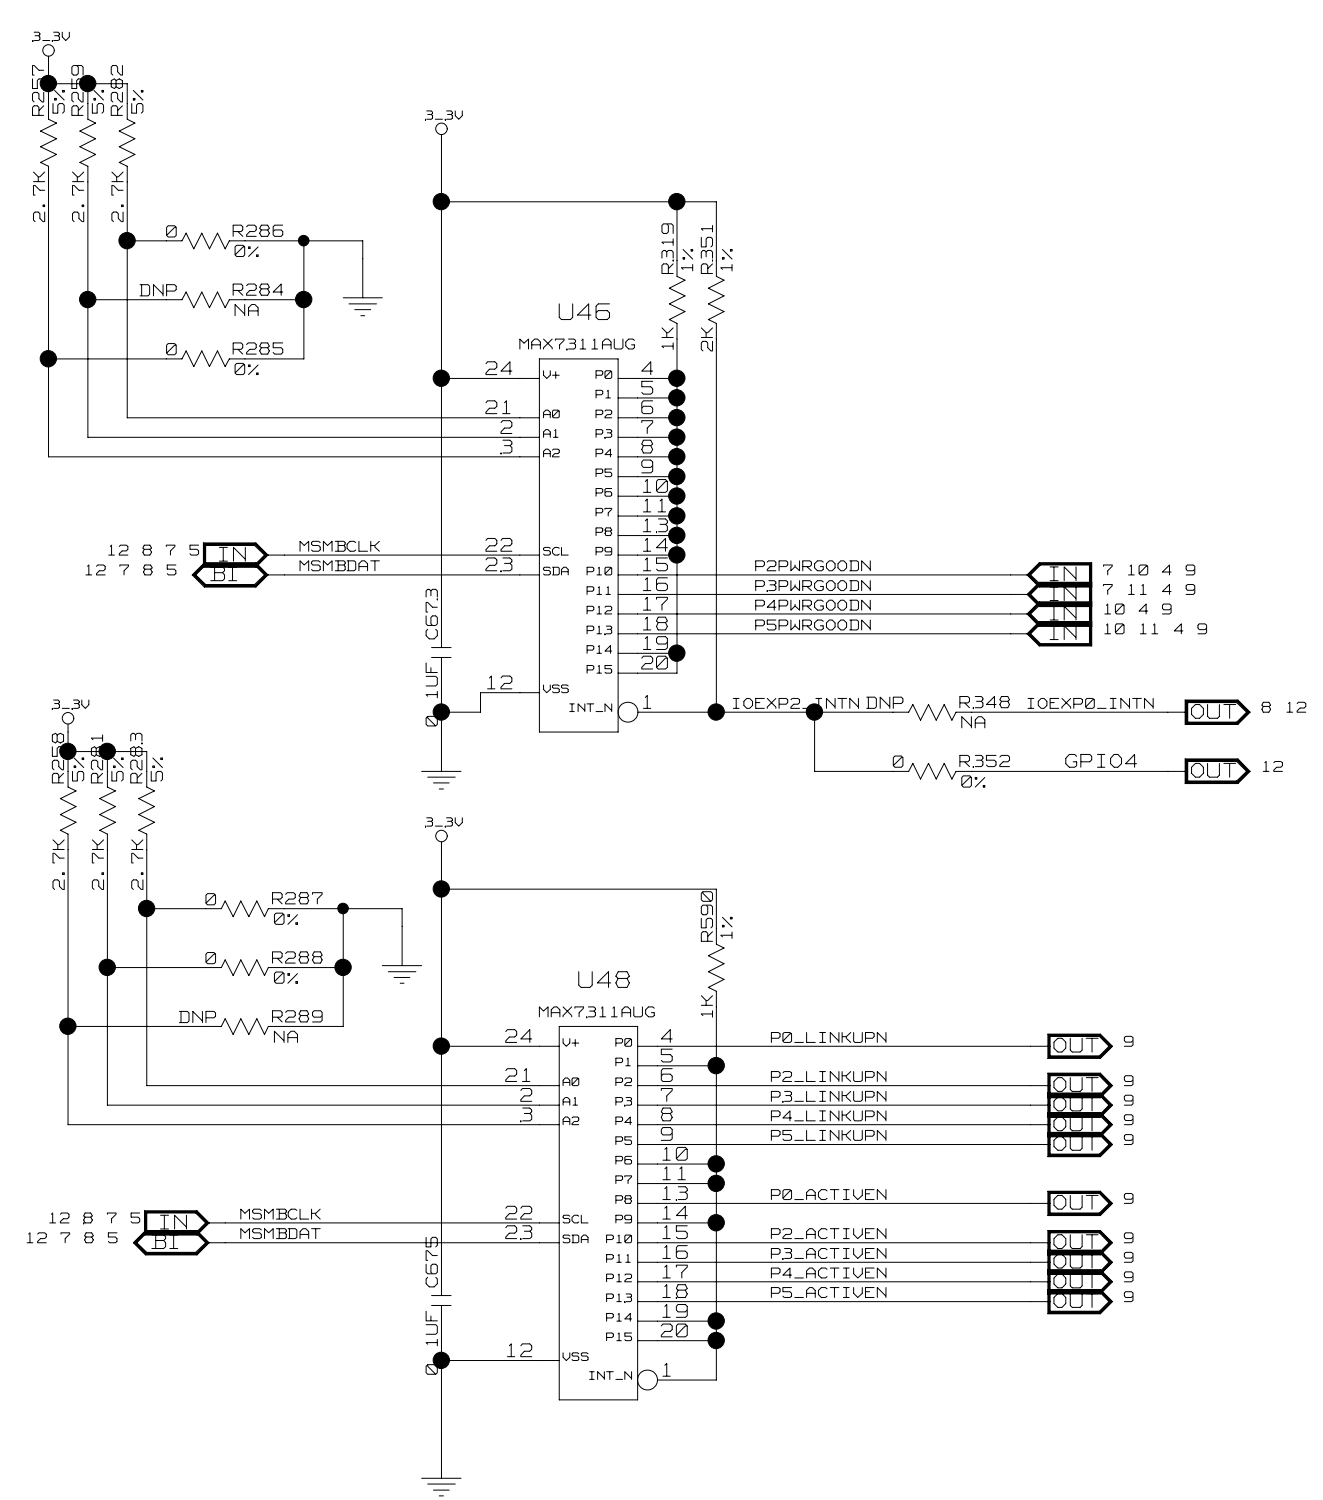 3_3V
R257 5% 2.7K
R259 5% 2.7K
R282 5% 2.7K
0 R286
0%
DNP R284
NA
0 R285
0%
3_3V
R319 1% 1K
R351 1% 2K
U46
MAX7311AUG
24 V+ P0 4
P1 5
21 A0 P2 6
2 A1 P3 7
3 A2 P4 8
P5 9
P6 10
P7 11
P8 13
12 8 7 5 IN MSMBCLK 22 SCL P9 14
12 7 8 5 BI MSMBDAT 23 SDA P10 15 P2PWRGOODN IN 7 10 4 9
P11 16 P3PWRGOODN IN 7 11 4 9
P12 17 P4PWRGOODN IN 10 4 9
P13 18 P5PWRGOODN IN 10 11 4 9
P14 19
P15 20
C673
0.1UF
12 VSS
INT_N 1 IOEXP2_INTN DNP R348 IOEXP0_INTN OUT 8 12
NA
0 R352 GPIO4 OUT 12
0%
3_3V
R258 5% 2.7K
R281 5% 2.7K
R283 5% 2.7K
0 R287
0%
0 R288
0%
DNP R289
NA
3_3V
R590 1% 1K
U48
MAX7311AUG
24 V+ P0 4 P0_LINKUPN OUT 9
P1 5
21 A0 P2 6 P2_LINKUPN OUT 9
2 A1 P3 7 P3_LINKUPN OUT 9
3 A2 P4 8 P4_LINKUPN OUT 9
P5 9 P5_LINKUPN OUT 9
P6 10
P7 11
P8 13 P0_ACTIVEN OUT 9
12 8 7 5 IN MSMBCLK 22 SCL P9 14
12 7 8 5 BI MSMBDAT 23 SDA P10 15 P2_ACTIVEN OUT 9
P11 16 P3_ACTIVEN OUT 9
P12 17 P4_ACTIVEN OUT 9
P13 18 P5_ACTIVEN OUT 9
P14 19
P15 20
C675
0.1UF
12 VSS
INT_N 1